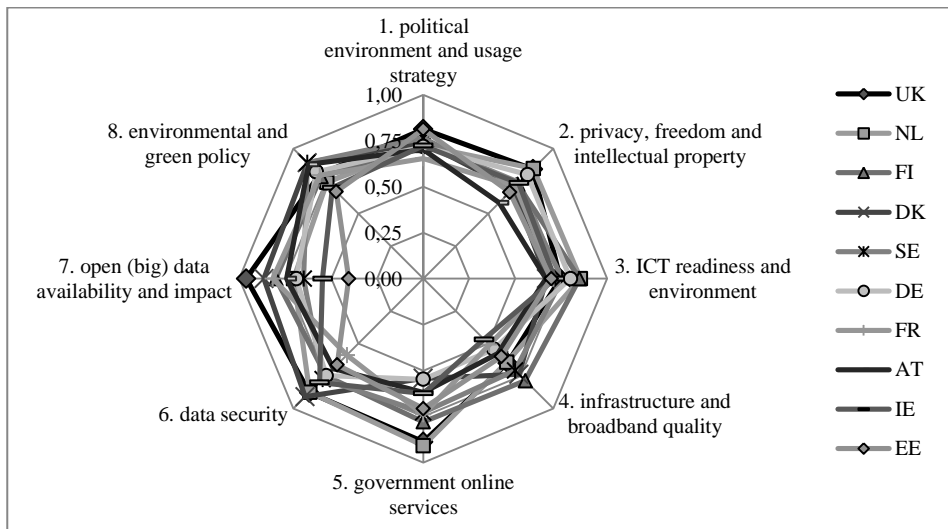 1. political
environment and usage
strategy
1,00
0,75
0,50
0,25
0,00
2. privacy, freedom and
intellectual property
3. ICT readiness and
environment
4. infrastructure and
broadband quality
5. government online
services
6. data security
7. open (big) data
availability and impact
8. environmental and
green policy
UK
NL
FI
DK
SE
DE
FR
AT
IE
EE